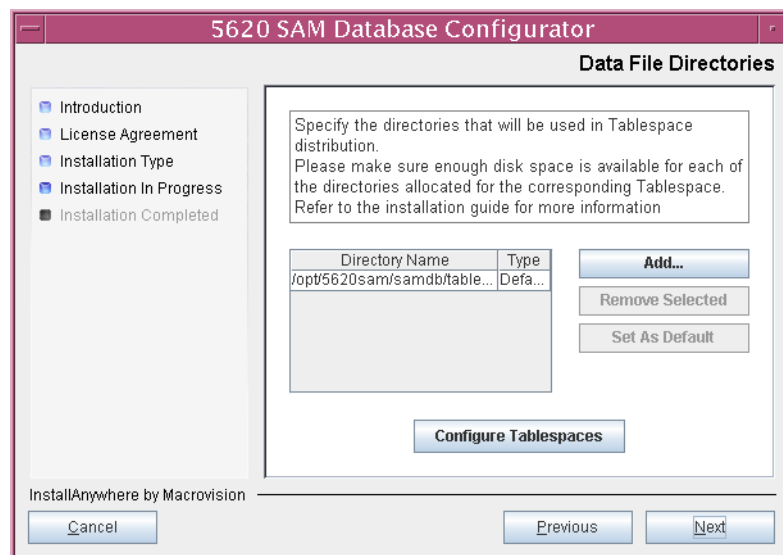 5620 SAM Database Configurator
Data File Directories
Introduction
License Agreement
Installation Type
Installation In Progress
Installation Completed
Specify the directories that will be used in Tablespace
distribution.
Please make sure enough disk space is available for each of
the directories allocated for the corresponding Tablespace.
Refer to the installation guide for more information
Directory Name Type
/opt/5620sam/samdb/table... Defa...
Add...
Remove Selected
Set As Default
Configure Tablespaces
InstallAnywhere by Macrovision
Cancel Previous Next